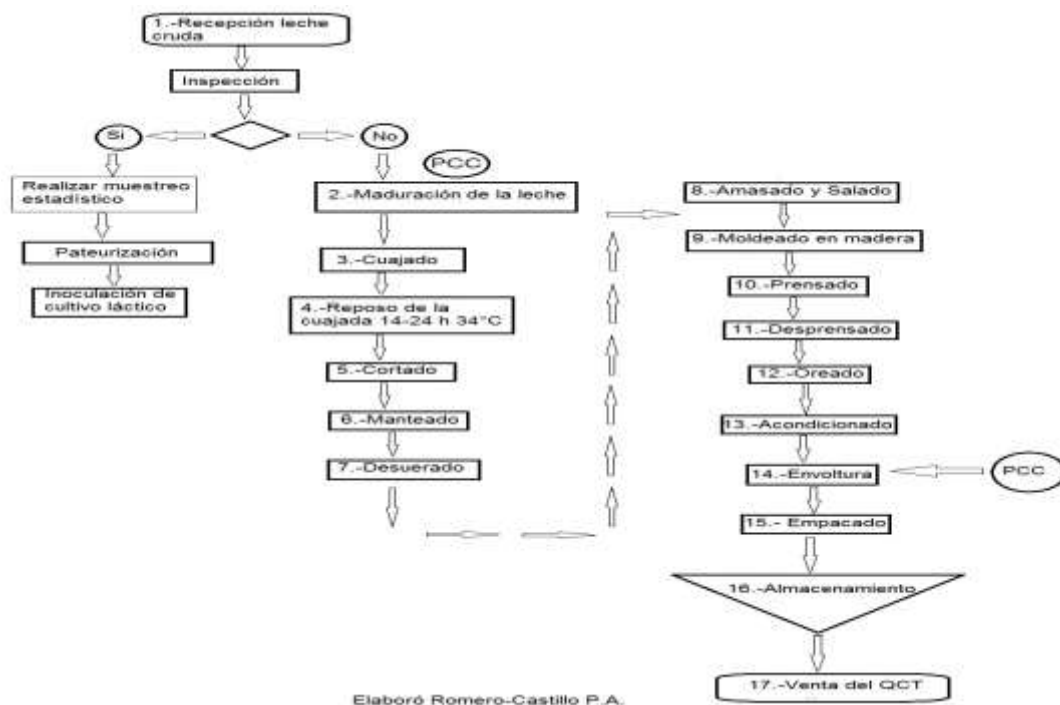 1.-Recepción leche
cruda
Inspección
Si
No
PCC
Realizar muestreo
estadístico
Pateurización
Inoculación de
cultivo láctico
2.-Maduración de la leche
3.-Cuajado
4.-Reposo de la
cuajada 14-24 h 34°C
5.-Cortado
6.-Manteado
7.-Desuerado
8.-Amasado y Salado
9.-Moldeado en madera
10.-Prensado
11.-Desprensado
12.-Oreado
13.-Acondicionado
14.-Envoltura
PCC
15.- Empacado
16.-Almacenamiento
17.-Venta del QCT
Elaboró Romero-Castillo P.A.